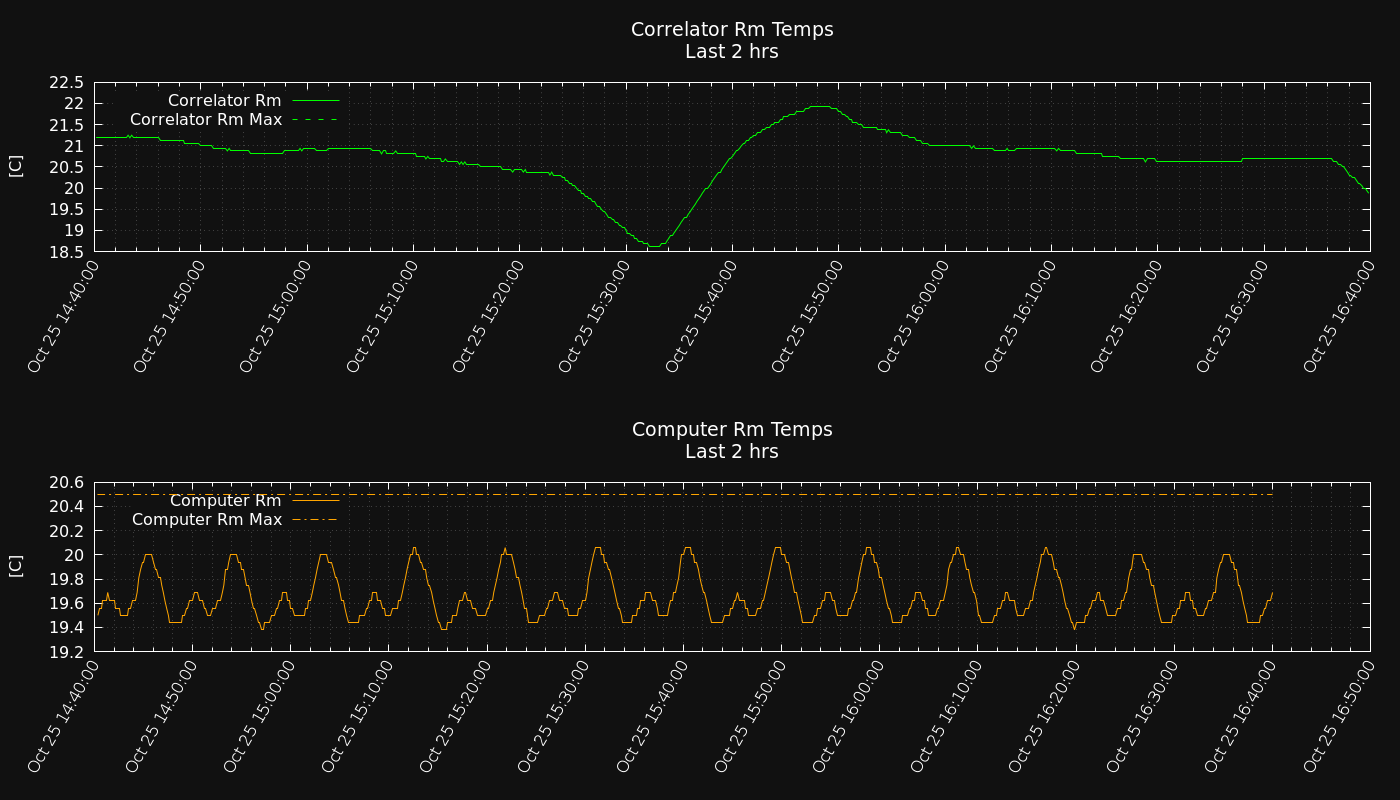 Correlator Rm Temps
Last 2 hrs
22.5
22
21.5
21
20.5
20
19.5
19
18.5
[C]
Correlator Rm
Correlator Rm Max
Oct 25 14:40:00
Oct 25 14:50:00
Oct 25 15:00:00
Oct 25 15:10:00
Oct 25 15:20:00
Oct 25 15:30:00
Oct 25 15:40:00
Oct 25 15:50:00
Oct 25 16:00:00
Oct 25 16:10:00
Oct 25 16:20:00
Oct 25 16:30:00
Oct 25 16:40:00
Computer Rm Temps
Last 2 hrs
20.6
20.4
20.2
20
19.8
19.6
19.4
19.2
[C]
Computer Rm
Computer Rm Max
Oct 25 14:40:00
Oct 25 14:50:00
Oct 25 15:00:00
Oct 25 15:10:00
Oct 25 15:20:00
Oct 25 15:30:00
Oct 25 15:40:00
Oct 25 15:50:00
Oct 25 16:00:00
Oct 25 16:10:00
Oct 25 16:20:00
Oct 25 16:30:00
Oct 25 16:40:00
Oct 25 16:50:00